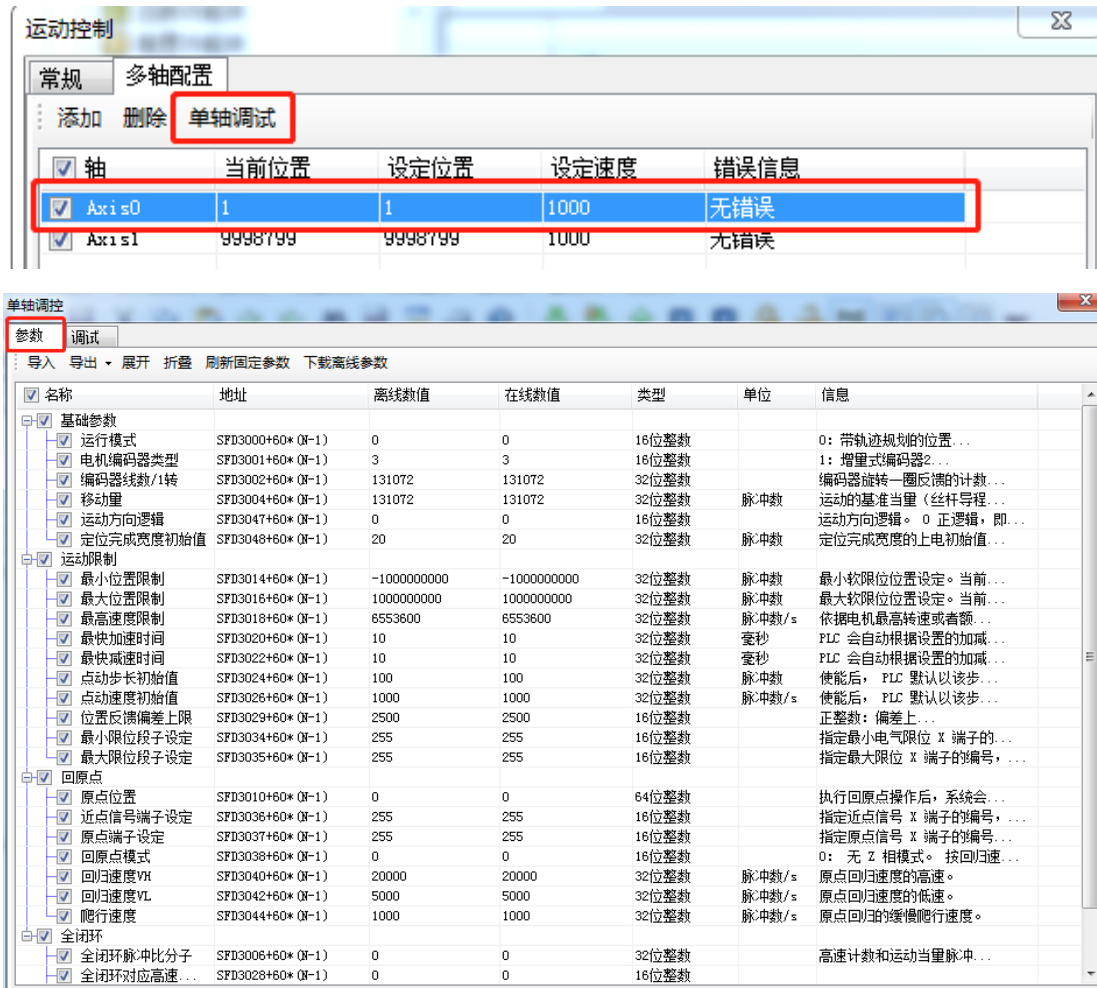 运动控制
常规 多轴配置
添加 删除 单轴调试
轴 当前位置 设定位置 设定速度 错误信息
Axis0 1 1 1000 无错误
Axis1 9998799 9998799 1000 无错误
单轴调控
参数 调试
导入 导出 展开 折叠 刷新固定参数 下载离线参数
名称 地址 离线数值 在线数值 类型 单位 信息
基础参数
运行模式 SFD3000+60*(N-1) 0 0 16位整数 0: 带轨迹规划的位置...
电机编码器类型 SFD3001+60*(N-1) 3 3 16位整数 1: 增量式编码器2...
编码器线数/1转 SFD3002+60*(N-1) 131072 131072 32位整数 编码器旋转一圈反馈的计数...
移动量 SFD3004+60*(N-1) 131072 131072 32位整数 脉冲数 运动的基准当量（丝杆导程...
运动方向逻辑 SFD3047+60*(N-1) 0 0 16位整数 运动方向逻辑。 0 正逻辑，即...
定位完成宽度初始值 SFD3048+60*(N-1) 20 20 32位整数 脉冲数 定位完成宽度的上电初始值...
运动限制
最小位置限制 SFD3014+60*(N-1) -1000000000 -1000000000 32位整数 脉冲数 最小软限位位置设定。当前...
最大位置限制 SFD3016+60*(N-1) 1000000000 1000000000 32位整数 脉冲数 最大软限位位置设定。当前...
最高速度限制 SFD3018+60*(N-1) 6553600 6553600 32位整数 脉冲数/s 依据电机最高转速或者额...
最快加速时间 SFD3020+60*(N-1) 10 10 32位整数 毫秒 PLC 会自动根据设置的加减...
最快减速时间 SFD3022+60*(N-1) 10 10 32位整数 毫秒 PLC 会自动根据设置的加减...
点动步长初始值 SFD3024+60*(N-1) 100 100 32位整数 脉冲数 使能后， PLC 默认以该步...
点动速度初始值 SFD3026+60*(N-1) 1000 1000 32位整数 脉冲数/s 使能后， PLC 默认以该步...
位置反馈偏差上限 SFD3029+60*(N-1) 2500 2500 16位整数 正整数: 偏差上...
最小限位段子设定 SFD3034+60*(N-1) 255 255 16位整数 指定最小电气限位 X 端子的...
最大限位段子设定 SFD3035+60*(N-1) 255 255 16位整数 指定最大限位 X 端子的编号，...
回原点
原点位置 SFD3010+60*(N-1) 0 0 64位整数 执行回原点操作后，系统会...
近点信号端子设定 SFD3036+60*(N-1) 255 255 16位整数 指定近点信号 X 端子的编号，...
原点端子设定 SFD3037+60*(N-1) 255 255 16位整数 指定原点信号 X 端子的编号...
回原点模式 SFD3038+60*(N-1) 0 0 16位整数 0: 无 Z 相模式。 按回归速...
回归速度VH SFD3040+60*(N-1) 20000 20000 32位整数 脉冲数/s 原点回归速度的高速。
回归速度VL SFD3042+60*(N-1) 5000 5000 32位整数 脉冲数/s 原点回归速度的低速。
爬行速度 SFD3044+60*(N-1) 1000 1000 32位整数 脉冲数/s 原点回归的缓慢爬行速度。
全闭环
全闭环脉冲比分子 SFD3006+60*(N-1) 0 0 32位整数 高速计数和运动当量脉冲...
全闭环对应高速... SFD3028+60*(N-1) 0 0 16位整数